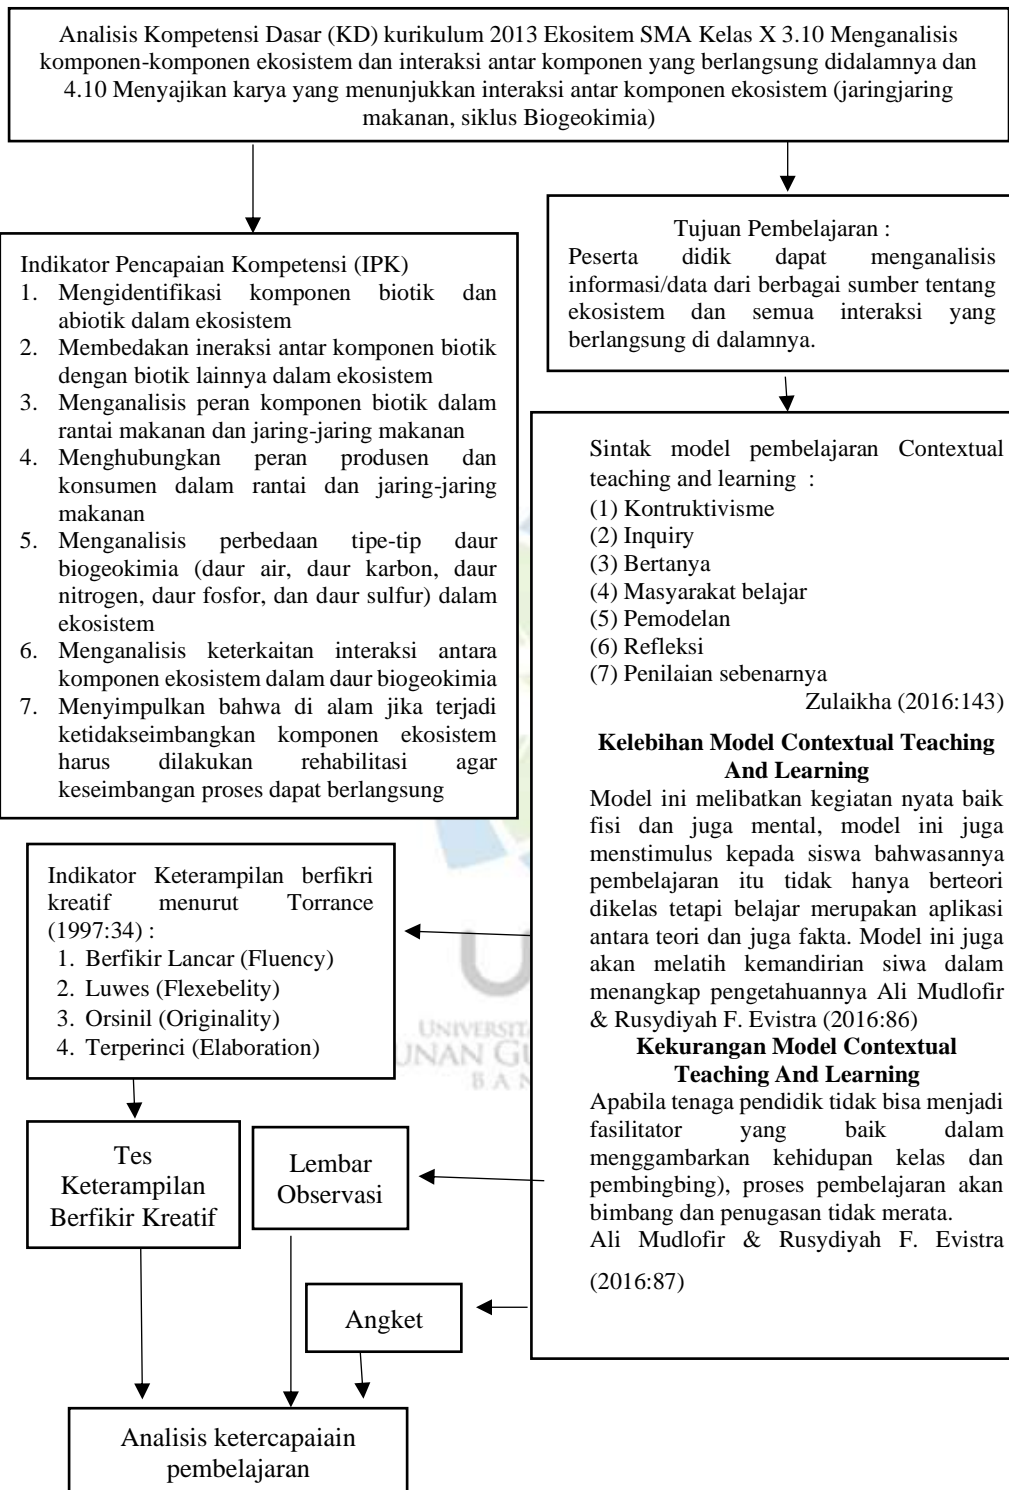 Analisis Kompetensi Dasar (KD) kurikulum 2013 Ekositem SMA Kelas X 3.10 Menganalisis
komponen-komponen ekosistem dan interaksi antar komponen yang berlangsung didalamnya dan
4.10 Menyajikan karya yang menunjukkan interaksi antar komponen ekosistem (jaringjaring
makanan, siklus Biogeokimia)
Indikator Pencapaian Kompetensi (IPK)
1. Mengidentifikasi komponen biotik dan
abiotik dalam ekosistem
2. Membedakan ineraksi antar komponen biotik
dengan biotik lainnya dalam ekosistem
3. Menganalisis peran komponen biotik dalam
rantai makanan dan jaring-jaring makanan
4. Menghubungkan peran produsen dan
konsumen dalam rantai dan jaring-jaring
makanan
5. Menganalisis perbedaan tipe-tip daur
biogeokimia (daur air, daur karbon, daur
nitrogen, daur fosfor, dan daur sulfur) dalam
ekosistem
6. Menganalisis keterkaitan interaksi antara
komponen ekosistem dalam daur biogeokimia
7. Menyimpulkan bahwa di alam jika terjadi
ketidakseimbangkan komponen ekosistem
harus dilakukan rehabilitasi agar
keseimbangan proses dapat berlangsung
Tujuan Pembelajaran :
Peserta didik dapat menganalisis
informasi/data dari berbagai sumber tentang
ekosistem dan semua interaksi yang
berlangsung di dalamnya.
Sintak model pembelajaran Contextual
teaching and learning :
(1) Kontruktivisme
(2) Inquiry
(3) Bertanya
(4) Masyarakat belajar
(5) Pemodelan
(6) Refleksi
(7) Penilaian sebenarnya
Zulaikha (2016:143)
Kelebihan Model Contextual Teaching
And Learning
Model ini melibatkan kegiatan nyata baik
fisi dan juga mental, model ini juga
menstimulus kepada siswa bahwasannya
pembelajaran itu tidak hanya berteori
dikelas tetapi belajar merupakan aplikasi
antara teori dan juga fakta. Model ini juga
akan melatih kemandirian siwa dalam
menangkap pengetahuannya Ali Mudlofir
& Rusydiyah F. Evistra (2016:86)
Kekurangan Model Contextual
Teaching And Learning
Apabila tenaga pendidik tidak bisa menjadi
fasilitator yang baik dalam
menggambarkan kehidupan kelas dan
pembingbing), proses pembelajaran akan
bimbang dan penugasan tidak merata.
Ali Mudlofir & Rusydiyah F. Evistra
(2016:87)
Indikator Keterampilan berfikri
kreatif menurut Torrance
(1997:34) :
1. Berfikir Lancar (Fluency)
2. Luwes (Flexebelity)
3. Orsinil (Originality)
4. Terperinci (Elaboration)
Tes
Keterampilan
Berfikir Kreatif
Lembar
Observasi
Angket
Analisis ketercapaiain
pembelajaran